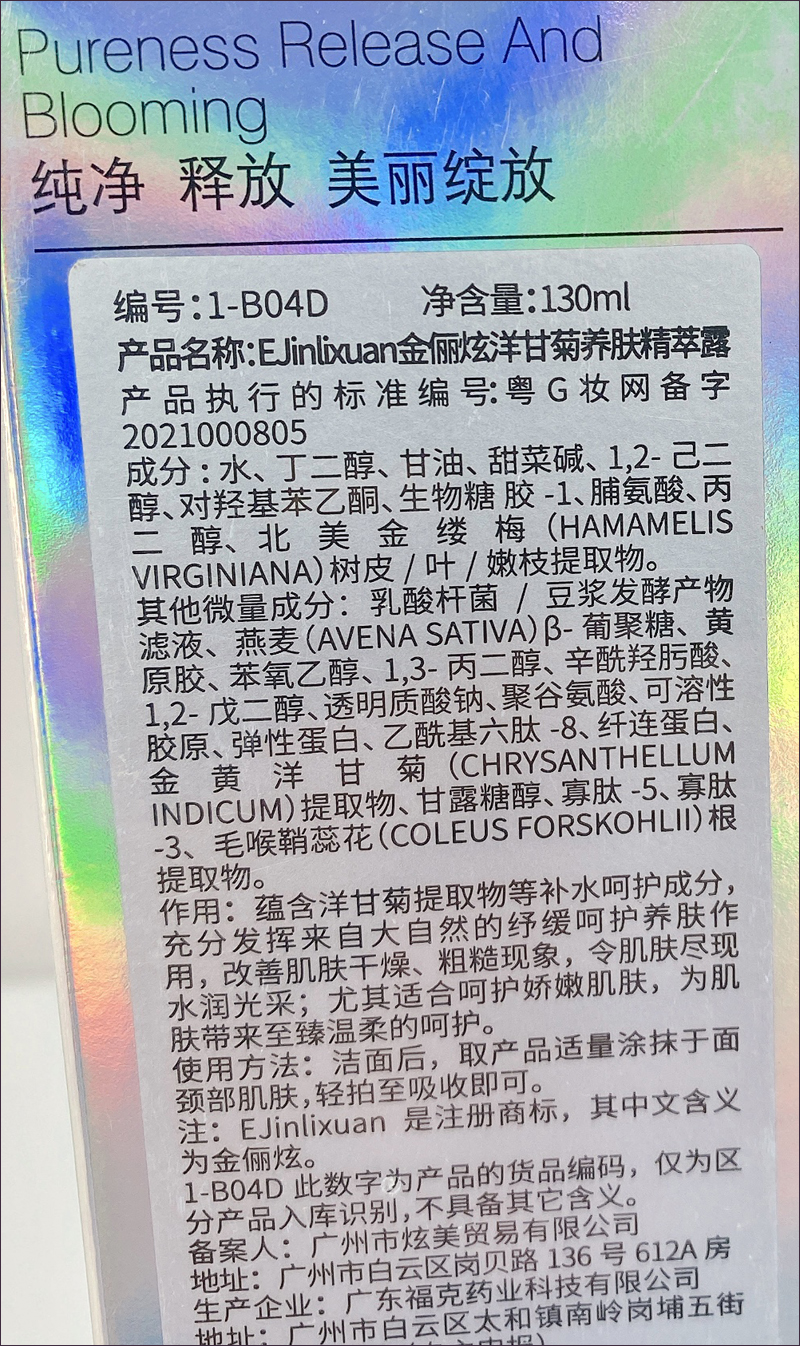 Pureness Release And
Blooming
纯净 释放 美丽绽放
编号：1-B04D 净含量：130ml
产品名称：EJinlixuan金俪炫洋甘菊养肤精萃露
产品执行的标准编号：粤G妆网备字
2021000805
成分：水、丁二醇、甘油、甜菜碱、1,2- 己二
醇、对羟基苯乙酮、生物糖 胶 -1、脯氨酸、丙
二醇、北美金缕梅（HAMAMELIS
VIRGINIANA）树皮 / 叶 / 嫩枝提取物。
其他微量成分：乳酸杆菌 / 豆浆发酵产物
滤液、燕麦（AVENA SATIVA）β- 葡聚糖、黄
原胶、苯氧乙醇、1,3- 丙二醇、辛酰羟肟酸、
1,2- 戊二醇、透明质酸钠、聚谷氨酸、可溶性
胶原、弹性蛋白、乙酰基六肽 -8、纤连蛋白、
金黄洋甘菊（CHRYSANTHELLUM
INDICUM）提取物、甘露糖醇、寡肽 -5、寡肽
-3、毛喉鞘蕊花（COLEUS FORSKOHLII）根
提取物。
作用：蕴含洋甘菊提取物等补水呵护成分，
充分发挥来自大自然的纾缓呵护养肤作
用，改善肌肤干燥、粗糙现象，令肌肤尽现
水润光采；尤其适合呵护娇嫩肌肤，为肌
肤带来至臻温柔的呵护。
使用方法：洁面后，取产品适量涂抹于面
颈部肌肤，轻拍至吸收即可。
注：EJinlixuan 是注册商标，其中文含义
为金俪炫。
1-B04D 此数字为产品的货品编码，仅为区
分产品入库识别，不具备其它含义。
备案人：广州市炫美贸易有限公司
地址：广州市白云区岗贝路 136 号 612A 房
生产企业：广东福克药业科技有限公司
地址：广州市白云区太和镇南岭岗埔五街